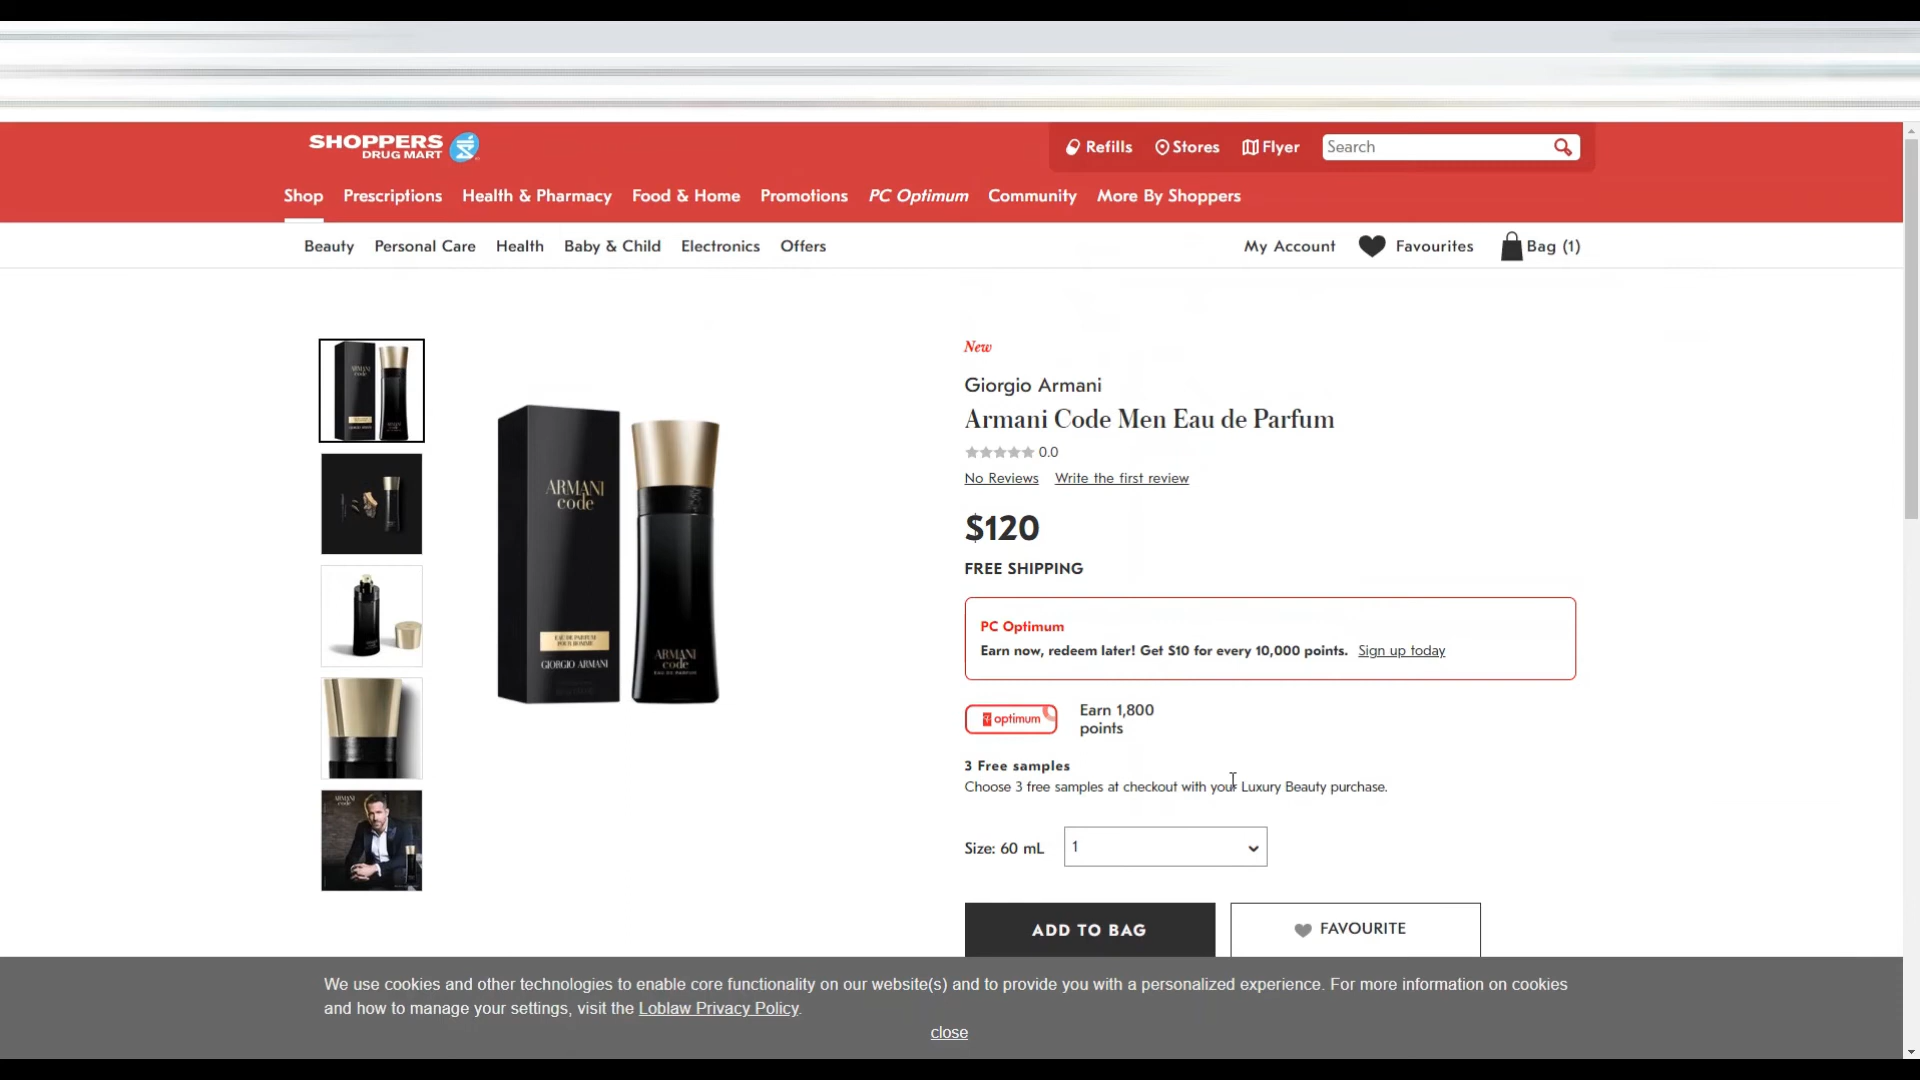 SHOPPERS
DRUG MART
Refills
Stores
Flyer
Search
Shop
Prescriptions
Health & Pharmacy
Food & Home
Promotions
PC Optimum
Community
More By Shoppers
Beauty
Personal Care
Health
Baby & Child
Electronics
Offers
My Account
Favourites
Bag (1)
New
Giorgio Armani
Armani Code Men Eau de Parfum
0.0
No Reviews
Write the first review
$120
FREE SHIPPING
PC Optimum
Earn now, redeem later! Get $10 for every 10,000 points. Sign up today
optimum
Earn 1,800
points
3 Free samples
Choose 3 free samples at checkout with your Luxury Beauty purchase.
Size: 60 mL
1
ADD TO BAG
FAVOURITE
ARMANI
code
EAU DE PARFUM
POUR HOMME
GIORGIO ARMANI
ARMANI
code
EAU DE PARFUM
ARMANI
code
We use cookies and other technologies to enable core functionality on our website(s) and to provide you with a personalized experience. For more information on cookies
and how to manage your settings, visit the Loblaw Privacy Policy.
close